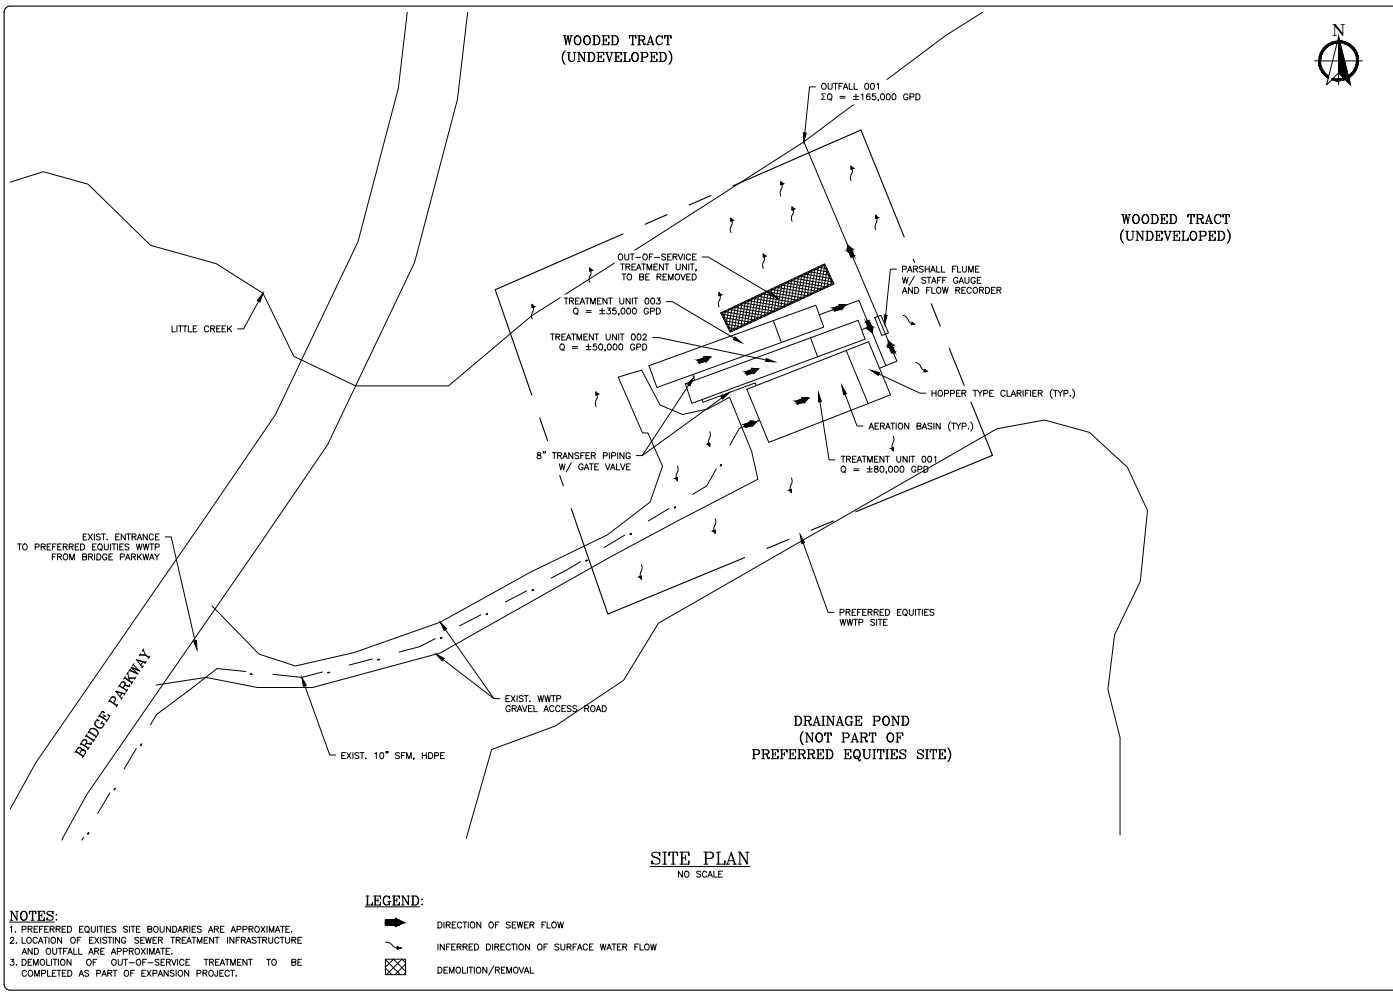 WOODED TRACT
(UNDEVELOPED)
N
OUTFALL 001
ΣQ = ±165,000 GPD
WOODED TRACT
(UNDEVELOPED)
OUT-OF-SERVICE
TREATMENT UNIT,
TO BE REMOVED
PARSHALL FLUME
W/ STAFF GAUGE
AND FLOW RECORDER
TREATMENT UNIT 003
Q = ±35,000 GPD
LITTLE CREEK
TREATMENT UNIT 002
Q = ±50,000 GPD
HOPPER TYPE CLARIFIER (TYP.)
AERATION BASIN (TYP.)
8" TRANSFER PIPING
W/ GATE VALVE
TREATMENT UNIT 001
Q = ±80,000 GPD
EXIST. ENTRANCE
TO PREFERRED EQUITIES WWTP
FROM BRIDGE PARKWAY
PREFERRED EQUITIES
WWTP SITE
BRIDGE PARKWAY
EXIST. WWTP
GRAVEL ACCESS ROAD
DRAINAGE POND
(NOT PART OF
PREFERRED EQUITIES SITE)
EXIST. 10" SFM, HDPE
SITE PLAN
NO SCALE
NOTES:
1. PREFERRED EQUITIES SITE BOUNDARIES ARE APPROXIMATE.
2. LOCATION OF EXISTING SEWER TREATMENT INFRASTRUCTURE
AND OUTFALL ARE APPROXIMATE.
3. DEMOLITION OF OUT-OF-SERVICE TREATMENT TO BE
COMPLETED AS PART OF EXPANSION PROJECT.
LEGEND:
DIRECTION OF SEWER FLOW
INFERRED DIRECTION OF SURFACE WATER FLOW
DEMOLITION/REMOVAL